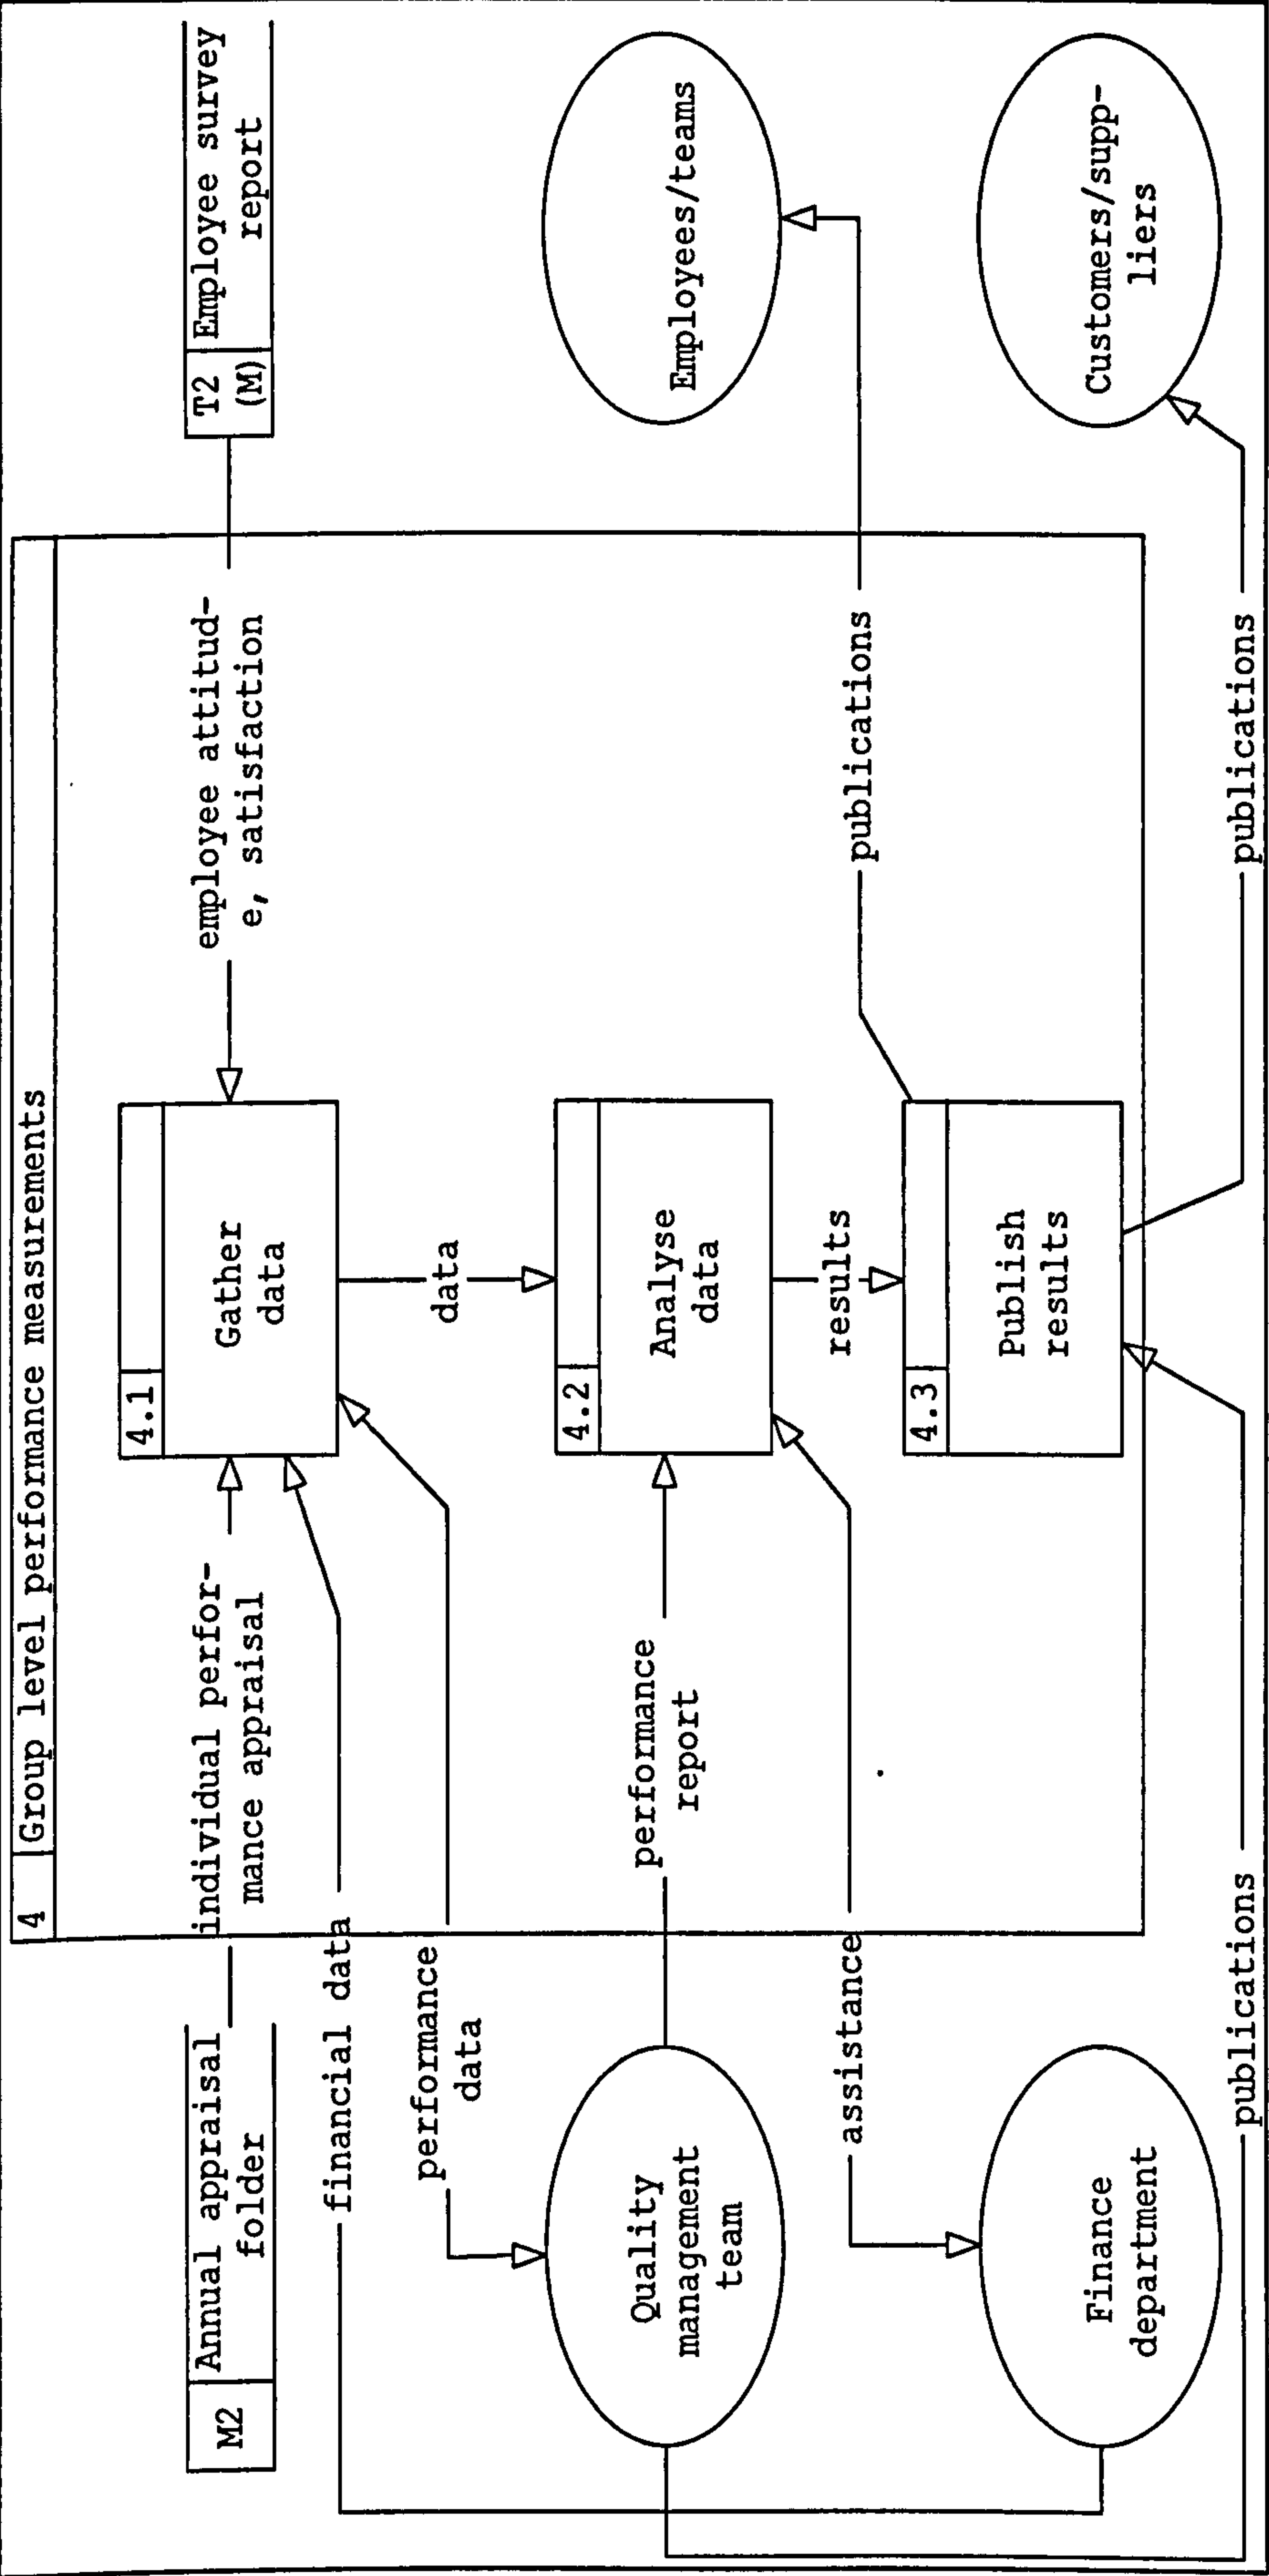 4 Group level performance measurements
M2 Annual appraisal
folder
individual perfor-
mance appraisal
4.1
Gather
data
employee attitud-
e, satisfaction
T2 Employee survey
(M) report
financial data
performance
data
data
Quality
management
team
performance
report
4.2
Analyse
data
Employees/teams
assistance
results
publications
Finance
department
4.3
Publish
results
Customers/supp-
liers
publications
publications